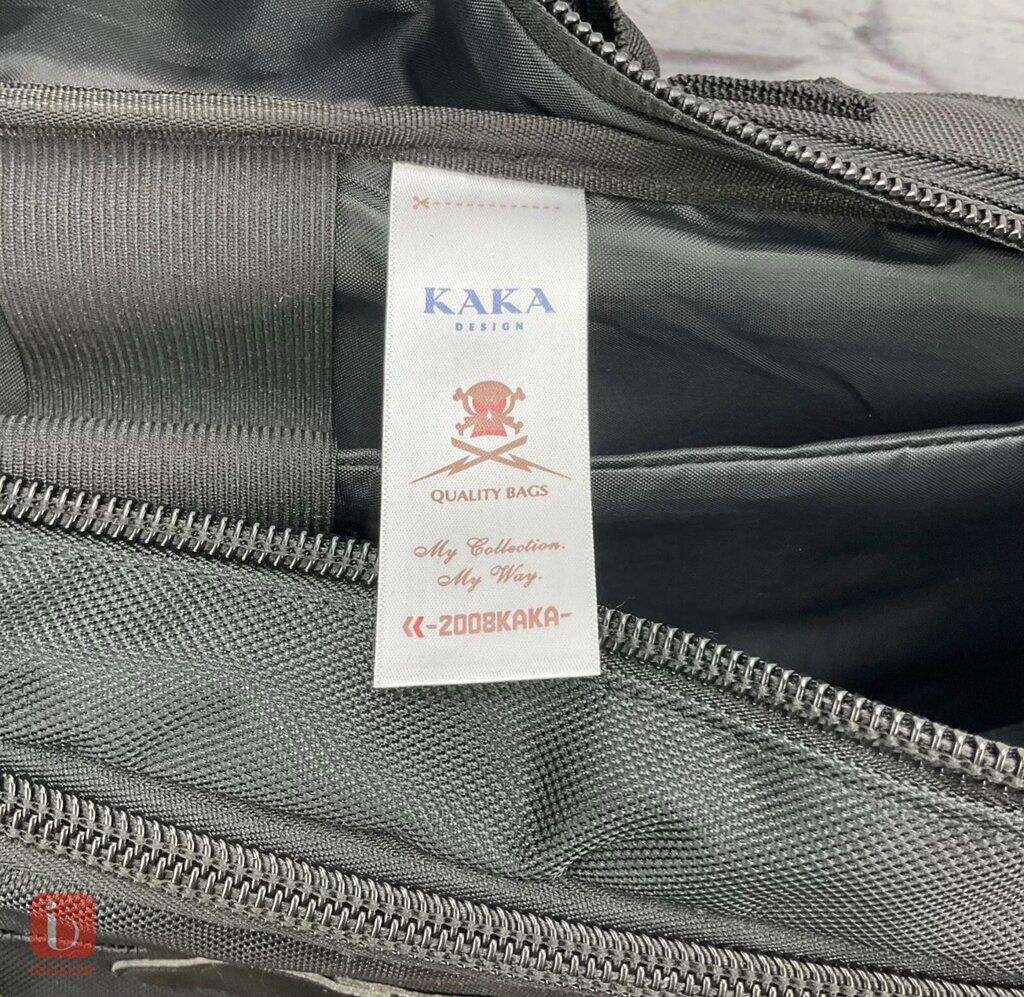 KAKA
DESIGN
QUALITY BAGS
My Collection.
My Way.
-2008KAKA-